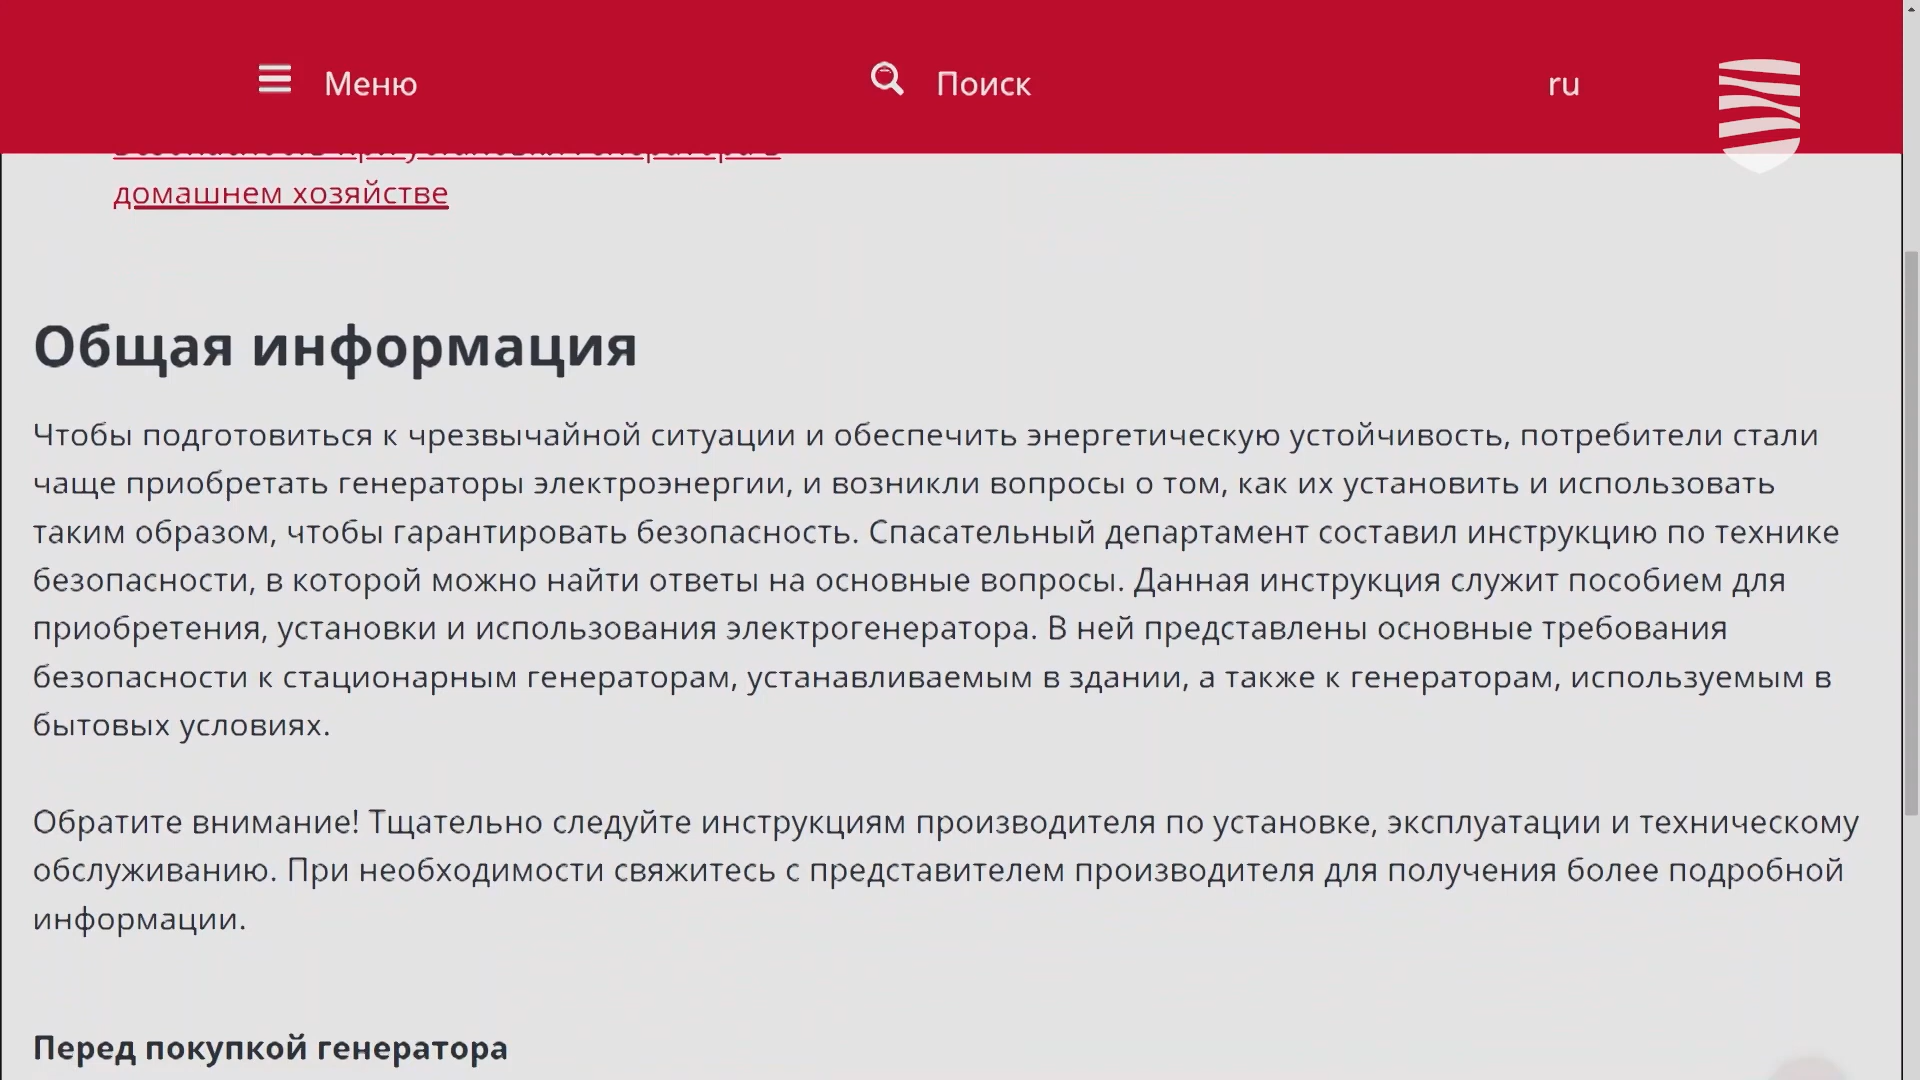 Меню
Поиск
ru
домашнем хозяйстве
Общая информация
Чтобы подготовиться к чрезвычайной ситуации и обеспечить энергетическую устойчивость, потребители стали
чаще приобретать генераторы электроэнергии, и возникли вопросы о том, как их установить и использовать
таким образом, чтобы гарантировать безопасность. Спасательный департамент составил инструкцию по технике
безопасности, в которой можно найти ответы на основные вопросы. Данная инструкция служит пособием для
приобретения, установки и использования электрогенератора. В ней представлены основные требования
безопасности к стационарным генераторам, устанавливаемым в здании, а также к генераторам, используемым в
бытовых условиях.
Обратите внимание! Тщательно следуйте инструкциям производителя по установке, эксплуатации и техническому
обслуживанию. При необходимости свяжитесь с представителем производителя для получения более подробной
информации.
Перед покупкой генератора